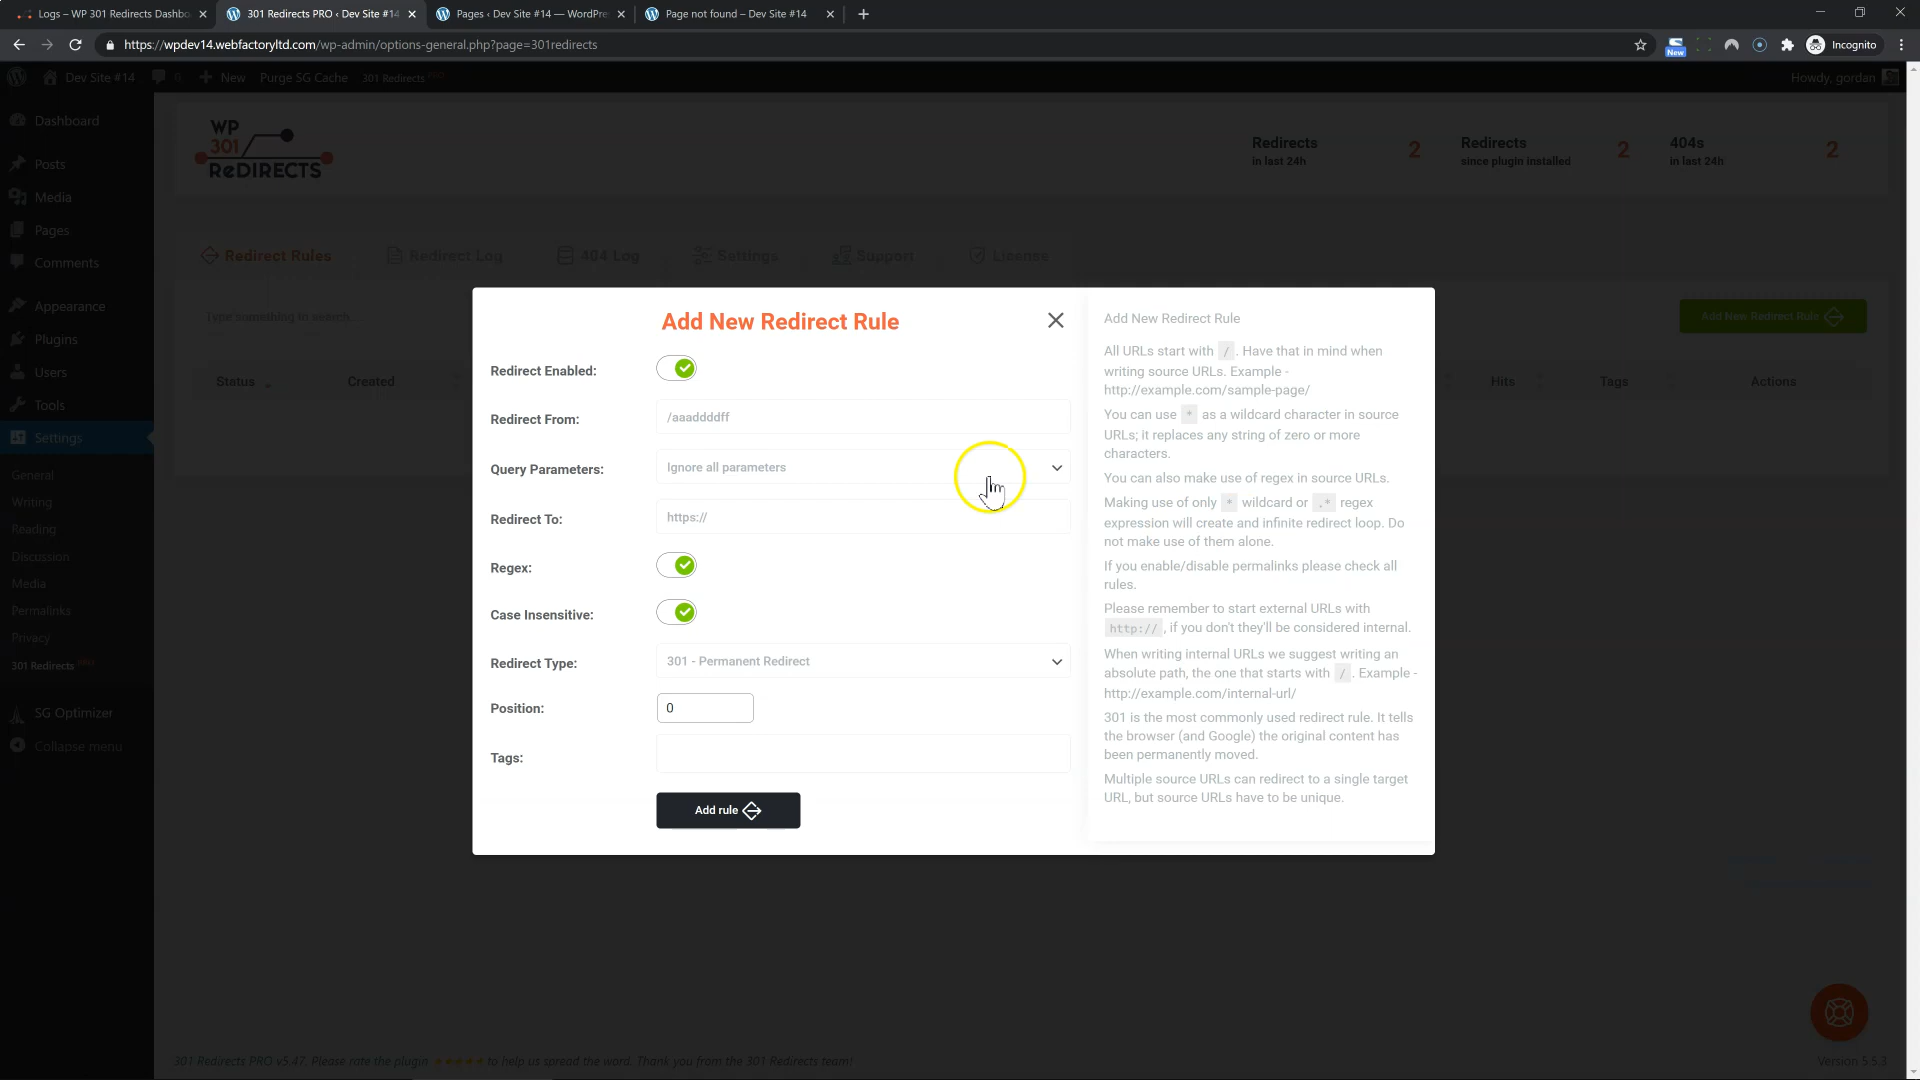 Logs – WP 301 Redirects Dashbo
301 Redirects PRO ‹ Dev Site #14
Pages ‹ Dev Site #14 — WordPre
Page not found – Dev Site #14
https://wpdev14.webfactoryltd.com/wp-admin/options-general.php?page=301redirects
New
Incognito
Dev Site #14
6
New
Purge SG Cache
301 Redirects PRO
Howdy, gordan
Dashboard
Posts
Media
Pages
Comments
Appearance
Plugins
Users
Tools
Settings
General
Writing
Reading
Discussion
Media
Permalinks
Privacy
301 Redirects PRO
SG Optimizer
Collapse menu
WP
301
ReDIRECTS
Redirects
in last 24h
2
Redirects
since plugin installed
2
404s
in last 24h
2
Redirect Rules
Redirect Log
404 Log
Settings
Support
License
Type something to search...
Add New Redirect Rule
Status
Created
Hits
Tags
Actions
Add New Redirect Rule
Redirect Enabled:
Redirect From:
/aaaddddff
Query Parameters:
Ignore all parameters
Redirect To:
https://
Regex:
Case Insensitive:
Redirect Type:
301 - Permanent Redirect
Position:
0
Tags:
Add rule
Add New Redirect Rule
All URLs start with / . Have that in mind when
writing source URLs. Example -
http://example.com/sample-page/
You can use * as a wildcard character in source
URLs; it replaces any string of zero or more
characters.
You can also make use of regex in source URLs.
Making use of only * wildcard or .* regex
expression will create and infinite redirect loop. Do
not make use of them alone.
If you enable/disable permalinks please check all
rules.
Please remember to start external URLs with
http:// , if you don't they'll be considered internal.
When writing internal URLs we suggest writing an
absolute path, the one that starts with / . Example -
http://example.com/internal-url/
301 is the most commonly used redirect rule. It tells
the browser (and Google) the original content has
been permanently moved.
Multiple source URLs can redirect to a single target
URL, but source URLs have to be unique.
301 Redirects PRO v5.47. Please rate the plugin ★★★★★ to help us spread the word. Thank you from the 301 Redirects team!
Version 5.5.3